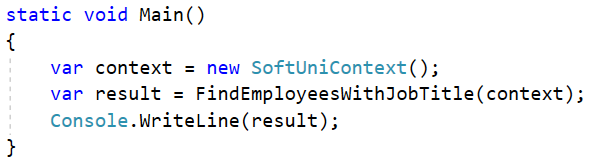 static void Main()
{
    var context = new SoftUniContext();
    var result = FindEmployeesWithJobTitle(context);
    Console.WriteLine(result);
}